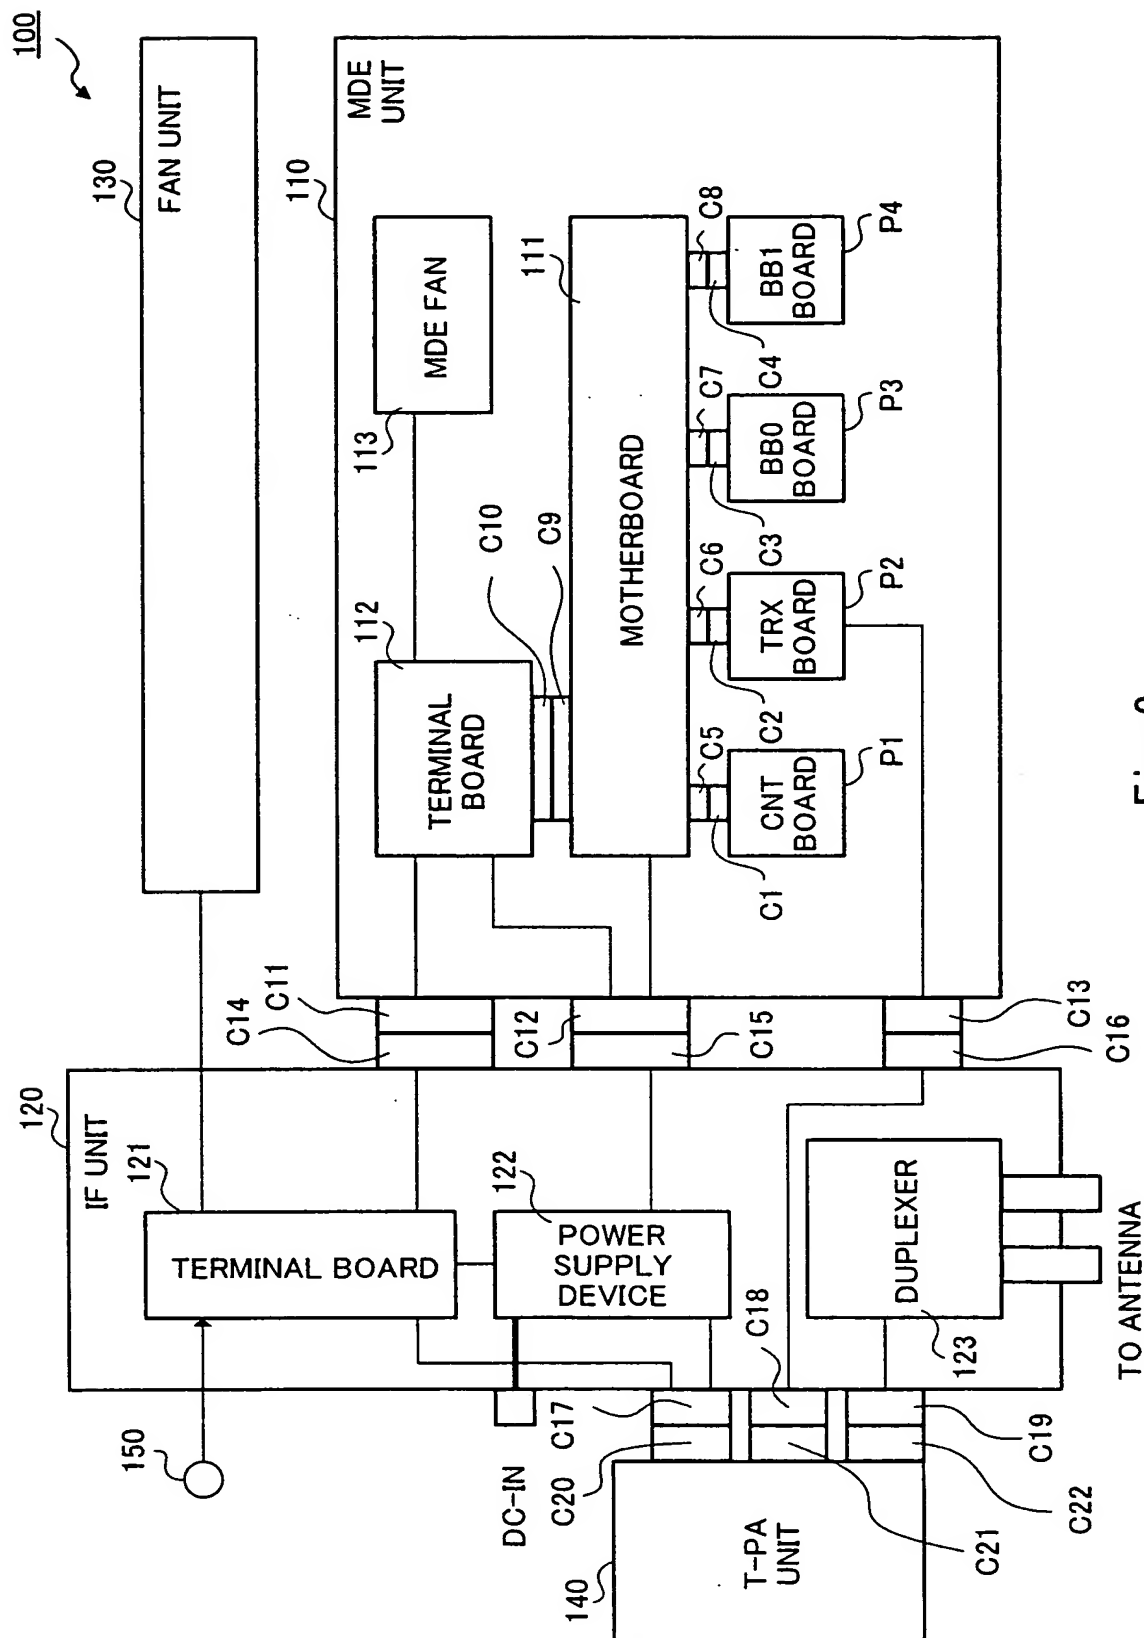 100
130
FAN UNIT
110
MDE
UNIT
113
MDE FAN
112
TERMINAL
BOARD
C10
C9
111
MOTHERBOARD
C5
C6
C7
C8
C1
C2
C3
C4
CNT
BOARD
TRX
BOARD
BB0
BOARD
BB1
BOARD
P1
P2
P3
P4
C14
C11
C12
C15
C13
C16
120
IF UNIT
121
TERMINAL BOARD
122
POWER
SUPPLY
DEVICE
DUPLEXER
123
TO ANTENNA
150
DC-IN
C17
C20
C18
C21
C19
C22
140
T-PA
UNIT